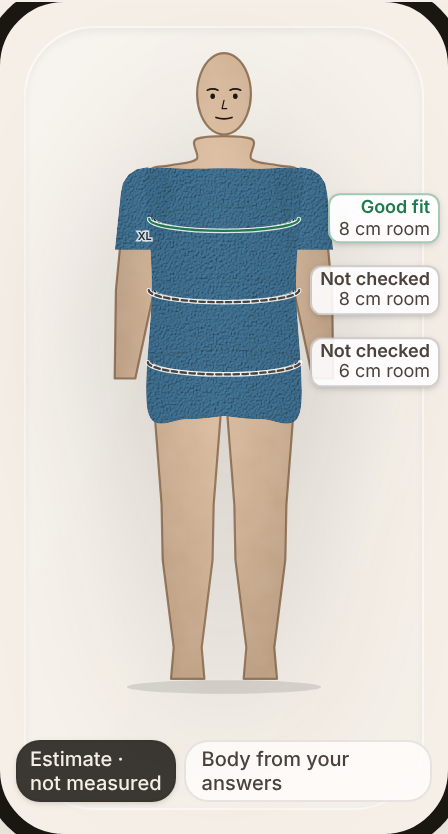 Good fit
8 cm room
XL
Not checked
8 cm room
Not checked
6 cm room
Estimate ·
not measured
Body from your
answers